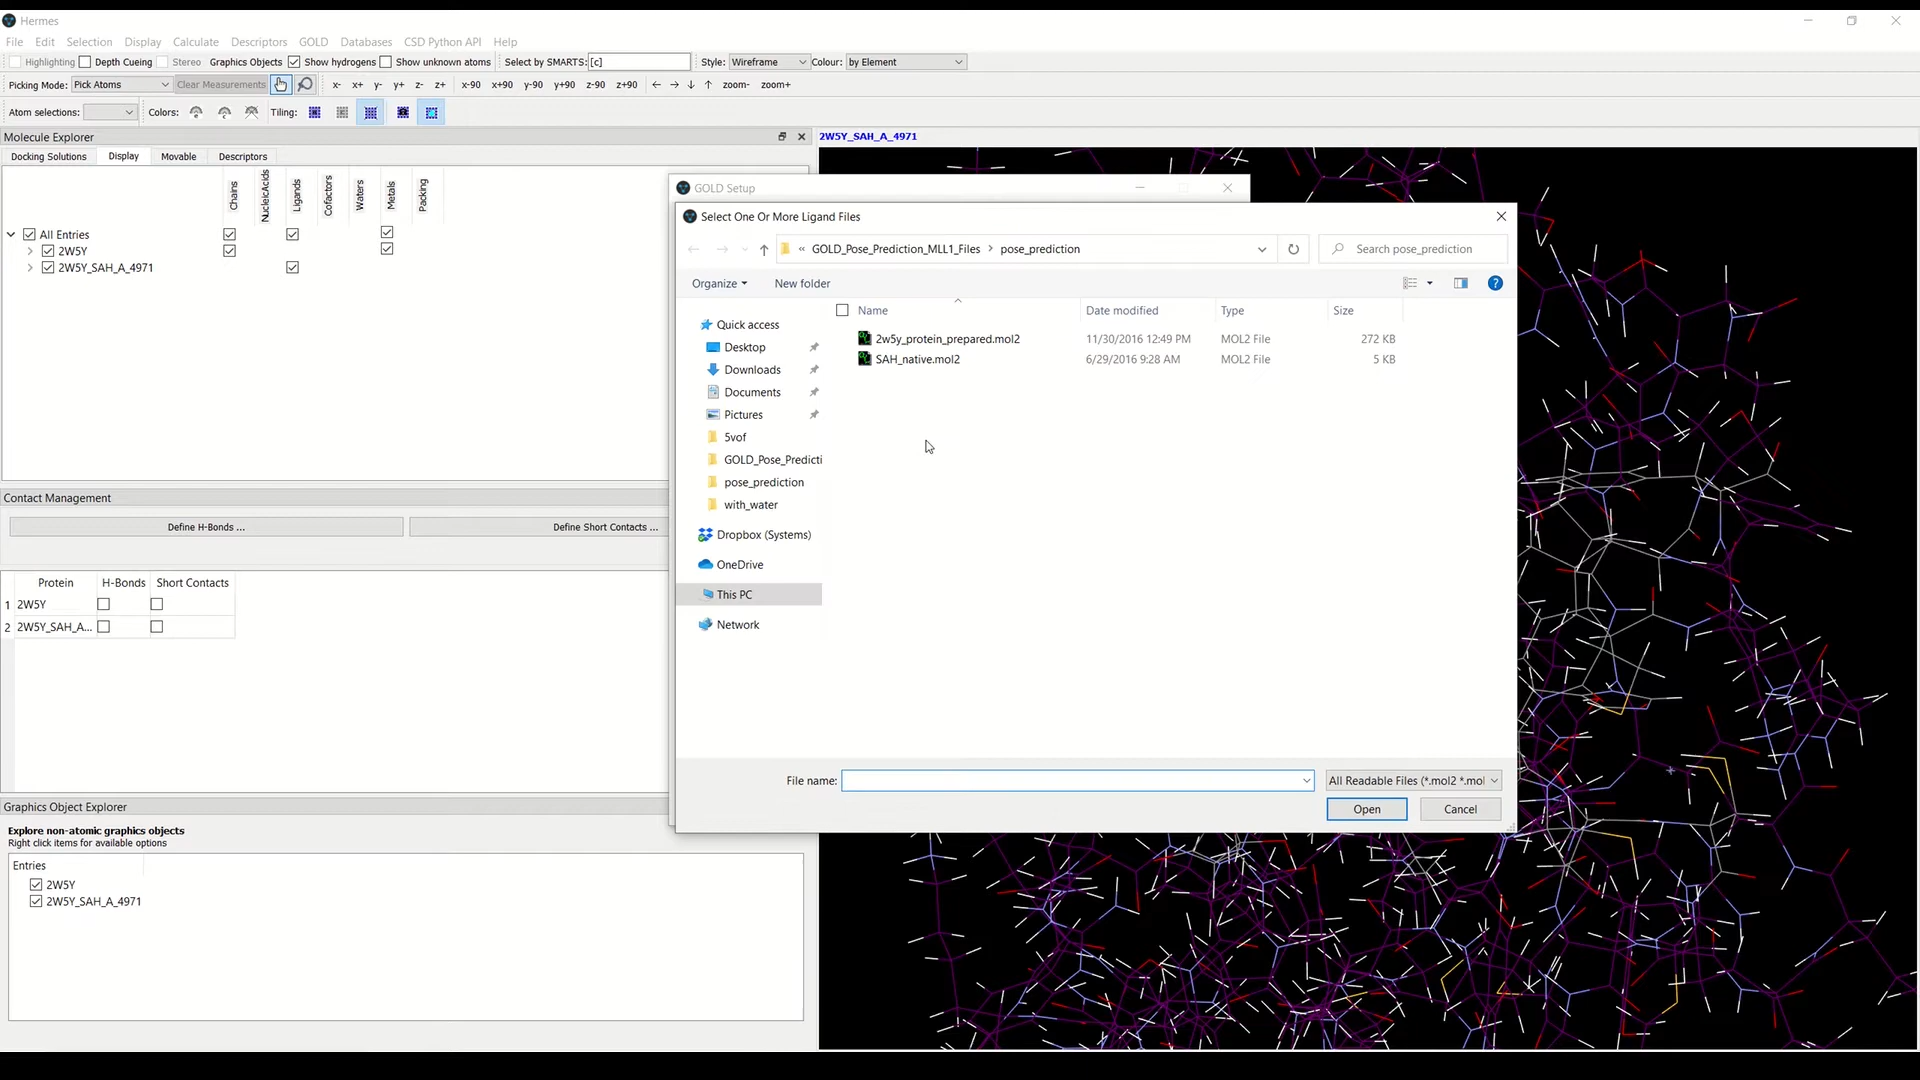 Hermes
File Edit Selection Display Calculate Descriptors GOLD Databases CSD Python API Help
Highlighting Depth Cueing Stereo Graphics Objects Show hydrogens Show unknown atoms Select by SMARTS: [c] Style: Wireframe Colour: by Element
Picking Mode: Pick Atoms Clear Measurements x- x+ y- y+ z- z+ x-90 x+90 y-90 y+90 z-90 z+90 ← → ↓ ↑ zoom- zoom+
Atom selections: Colors: Tiling:
Molecule Explorer
2W5Y_SAH_A_4971
Docking Solutions Display Movable Descriptors
Chains NucleicAcids Ligands Cofactors Waters Metals Packing
All Entries
2W5Y
2W5Y_SAH_A_4971
Contact Management
Define H-Bonds ... Define Short Contacts ...
Protein H-Bonds Short Contacts
1 2W5Y
2 2W5Y_SAH_A...
Graphics Object Explorer
Explore non-atomic graphics objects
Right click items for available options
Entries
2W5Y
2W5Y_SAH_A_4971
GOLD Setup
Select One Or More Ligand Files
« GOLD_Pose_Prediction_MLL1_Files > pose_prediction Search pose_prediction
Organize New folder
Name Date modified Type Size
2w5y_protein_prepared.mol2 11/30/2016 12:49 PM MOL2 File 272 KB
SAH_native.mol2 6/29/2016 9:28 AM MOL2 File 5 KB
Quick access
Desktop
Downloads
Documents
Pictures
5vof
GOLD_Pose_Predicti
pose_prediction
with_water
Dropbox (Systems)
OneDrive
This PC
Network
File name: All Readable Files (*.mol2 *.mol
Open Cancel